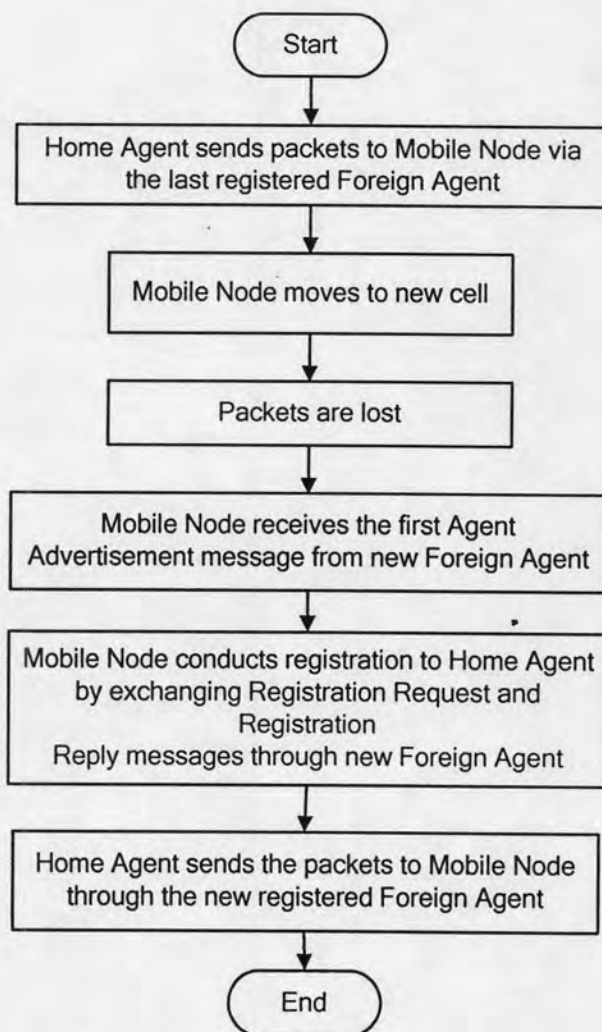 Start
Home Agent sends packets to Mobile Node via
the last registered Foreign Agent
Mobile Node moves to new cell
Packets are lost
Mobile Node receives the first Agent
Advertisement message from new Foreign Agent
Mobile Node conducts registration to Home Agent
by exchanging Registration Request and
Registration
Reply messages through new Foreign Agent
Home Agent sends the packets to Mobile Node
through the new registered Foreign Agent
End